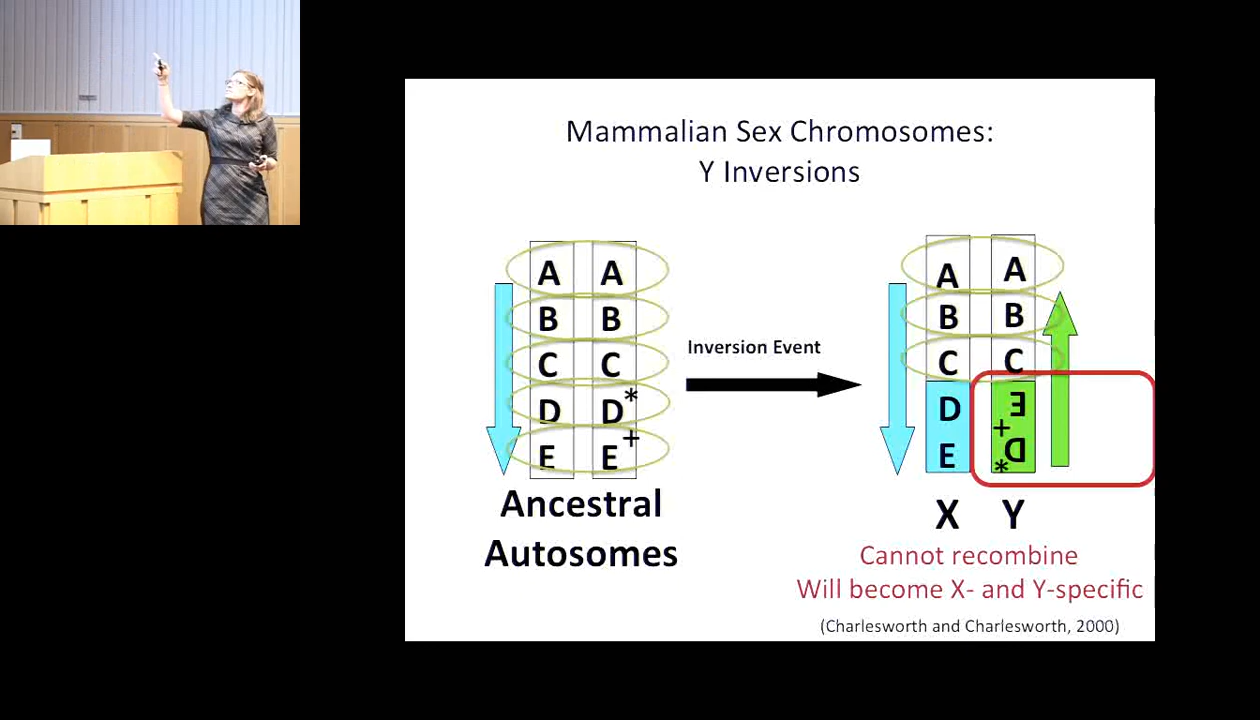 Mammalian Sex Chromosomes:
Y Inversions
A A
B B
C C
D D*
E E+
Ancestral
Autosomes
Inversion Event
A A
B B
C C
D E+
E D*
X Y
Cannot recombine
Will become X- and Y-specific
(Charlesworth and Charlesworth, 2000)